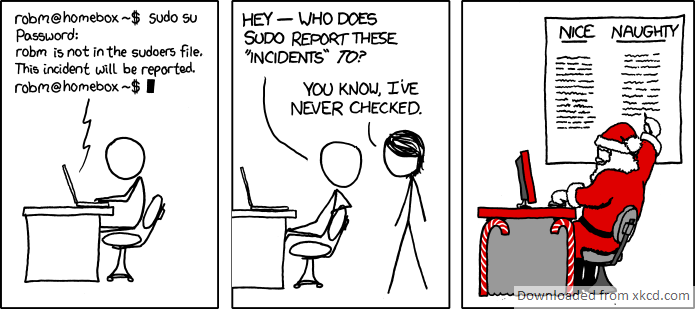 robm@homebox~$ sudo su
Password:
robm is not in the sudoers file.
This incident will be reported.
robm@homebox~$
HEY — WHO DOES
SUDO REPORT THESE
"INCIDENTS" TO?
YOU KNOW, I'VE
NEVER CHECKED.
NICE NAUGHTY
Downloaded from xkcd.com